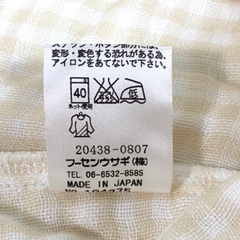 変形・変色する恐れがある為、
アイロンをあてないで下さい。
40
低
ネット使用
20438-0807
フーセンウサギ(株)
TEL 06-6532-8585
MADE IN JAPAN